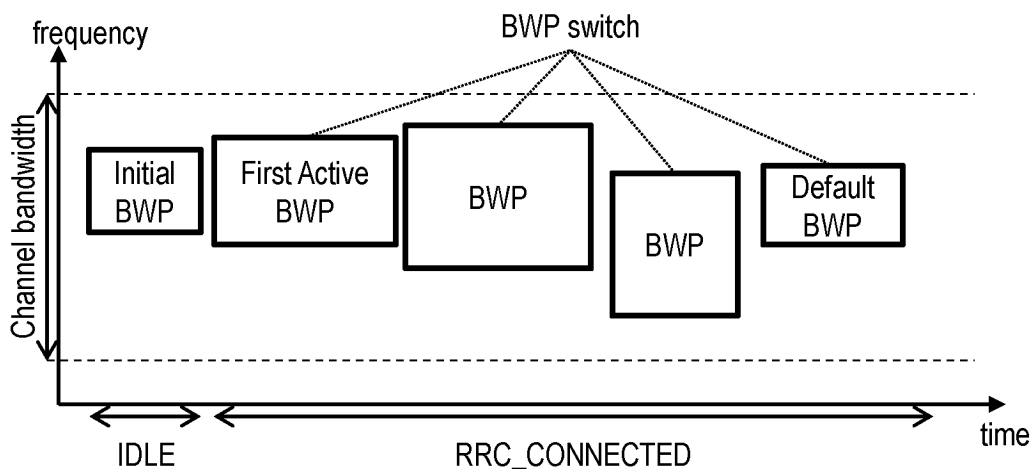 BWP switch
frequency
Channel bandwidth
Initial
BWP
First Active
BWP
BWP
BWP
Default
BWP
time
IDLE
RRC_CONNECTED